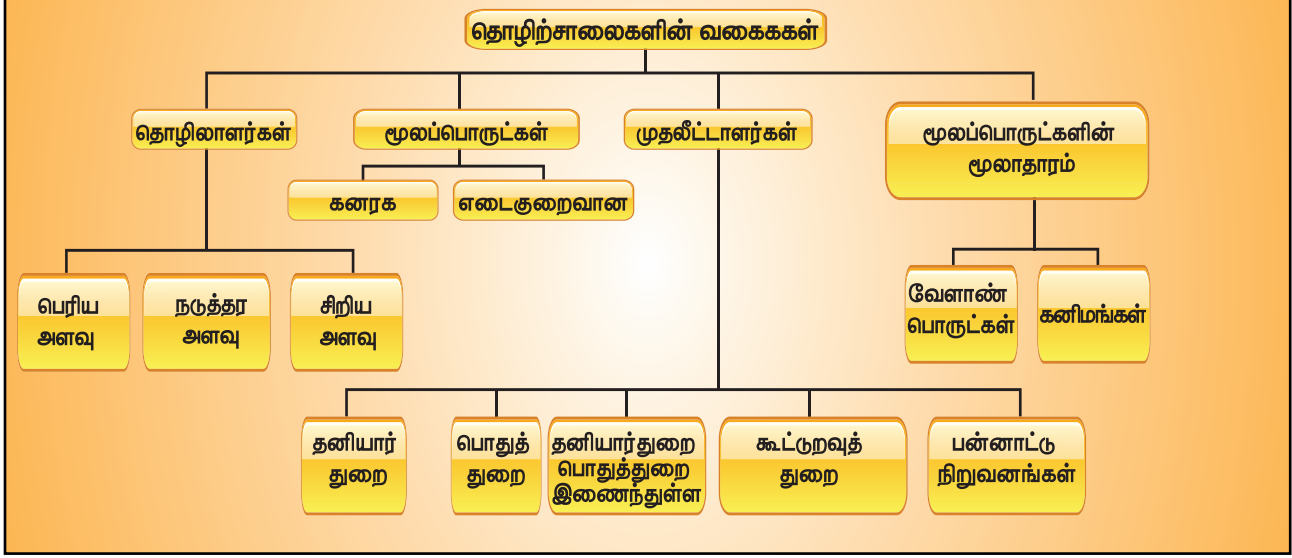 தொழிற்சாலைகளின் வகைககள்
தொழிலாளர்கள்
மூலப்பொருட்கள்
முதலீட்டாளர்கள்
மூலப்பொருட்களின்
மூலாதாரம்
கனரக
எடைகுறைவான
பெரிய
அளவு
நடுத்தர
அளவு
சிறிய
அளவு
வேளாண்
பொருட்கள்
கனிமங்கள்
தனியார்
துறை
பொதுத்
துறை
தனியார்துறை
பொதுத்துறை
இணைந்துள்ள
கூட்டுறவுத்
துறை
பன்னாட்டு
நிறுவனங்கள்